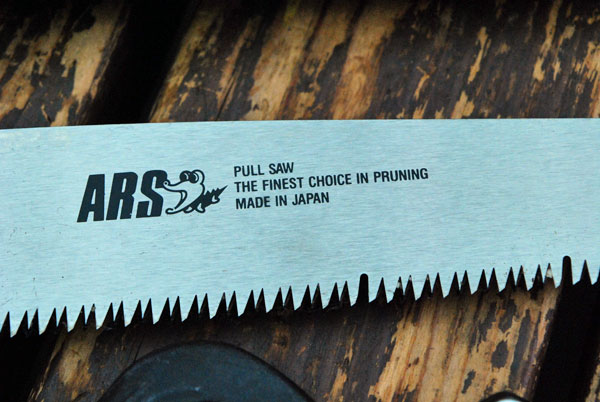 ARS
PULL SAW
THE FINEST CHOICE IN PRUNING
MADE IN JAPAN